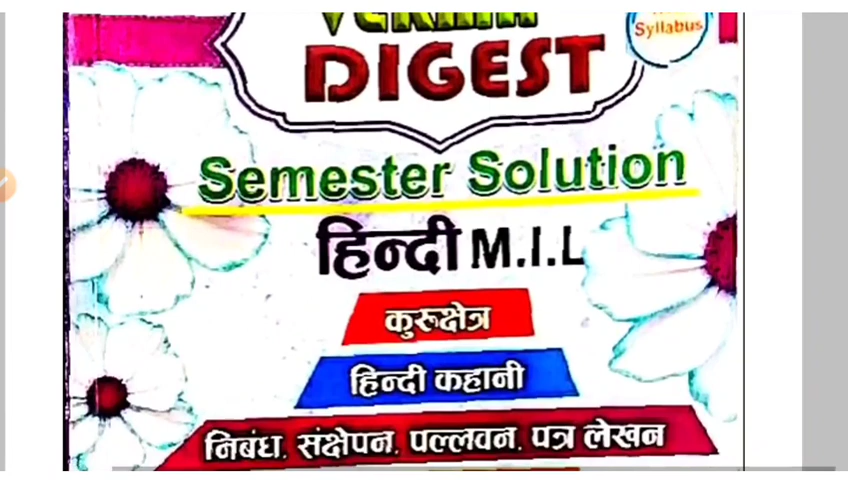 Syllabus
DIGEST
Semester Solution
हिन्दी M.I.L
कुरूक्षेत्र
हिन्दी कहानी
निबंध, संक्षेपन, पल्लवन, पत्र लेखन